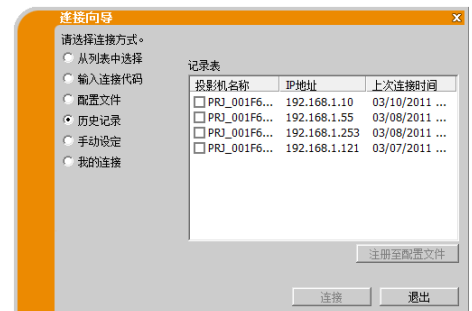 连接向导
x
请选择连接方式。
从列表中选择
输入连接代码
配置文件
历史记录
手动设定
我的连接
记录表
投影机名称 IP地址 上次连接时间
PRJ_001F6... 192.168.1.10 03/10/2011 ...
PRJ_001F6... 192.168.1.55 03/08/2011 ...
PRJ_001F6... 192.168.1.253 03/08/2011 ...
PRJ_001F6... 192.168.1.121 03/07/2011 ...
注册至配置文件
连接 退出